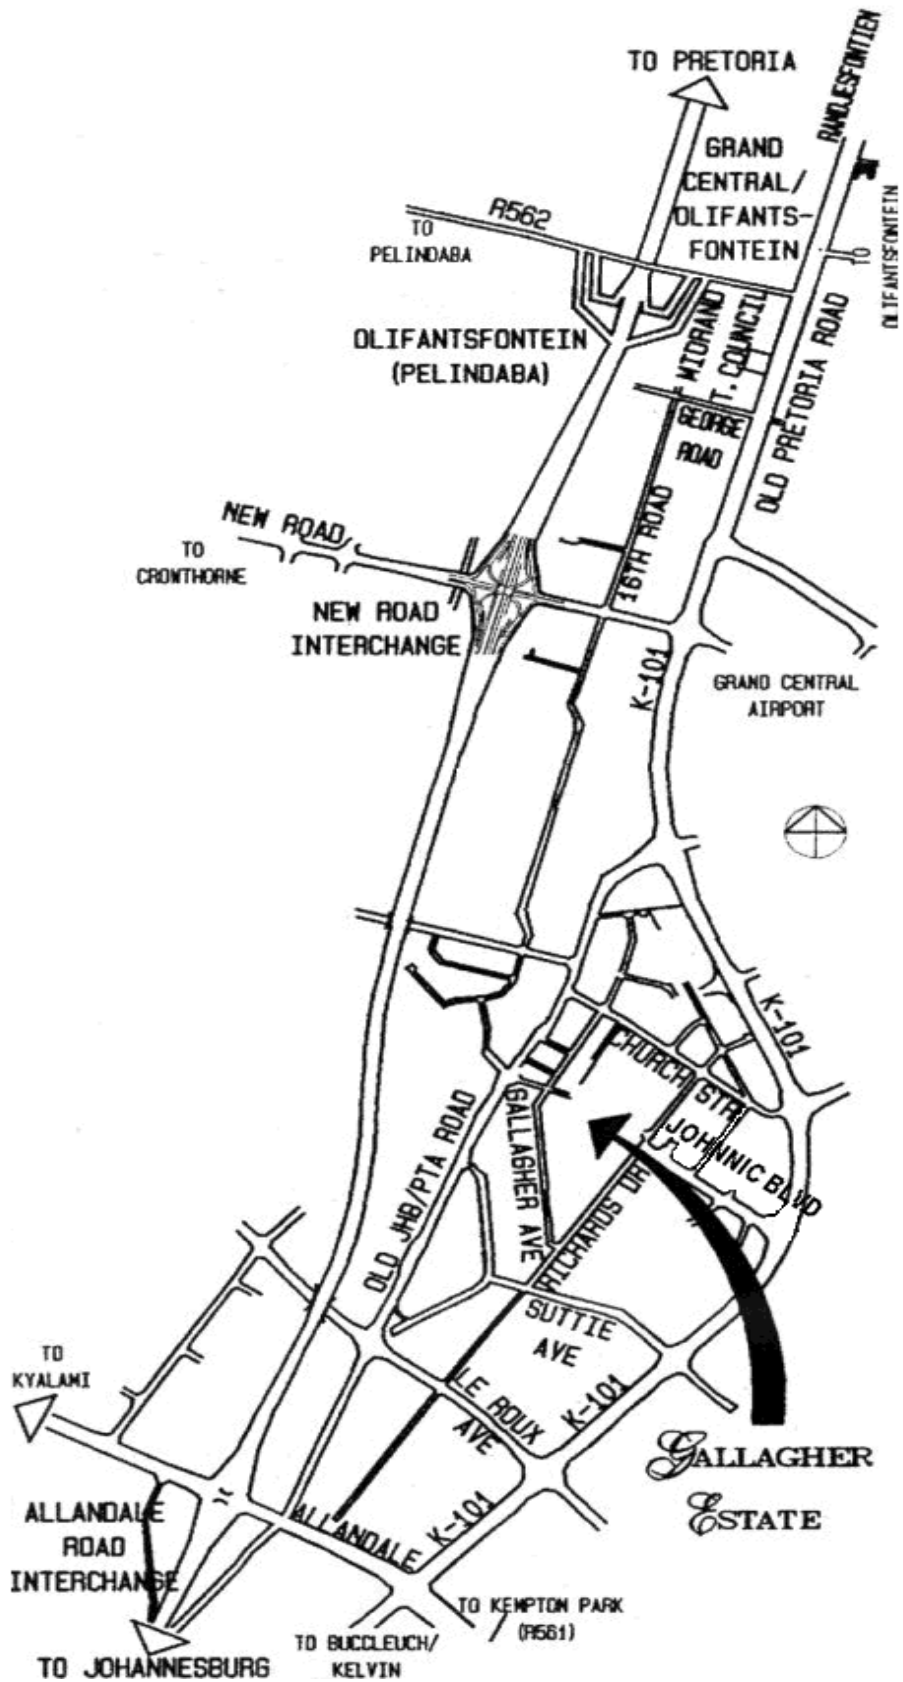 TO PRETORIA
RANDJESFONTIEN
GRAND
CENTRAL/
OLIFANTS-
FONTEIN
R562
TO
PELINDABA
TO
OLIFANTSFONTEIN
OLIFANTSFONTEIN
(PELINDABA)
MIDRAND
T. COUNCIL
OLD PRETORIA ROAD
GEORGE
ROAD
16TH ROAD
NEW ROAD
TO
CROWTHORNE
NEW ROAD
INTERCHANGE
K-101
GRAND CENTRAL
AIRPORT
K-101
CHURCH STR
JOHNNIC BLVD
GALLAGHER AVE
OLD JHB/PTA ROAD
RICHARDS DR
SUTTIE
AVE
TO
KYALAMI
LE ROUX
AVE
K-101
GALLAGHER
ESTATE
ALLANDALE
ROAD
INTERCHANGE
ALLANDALE
K-101
TO KEMPTON PARK
(R561)
TO BUCCLEUCH/
KELVIN
TO JOHANNESBURG